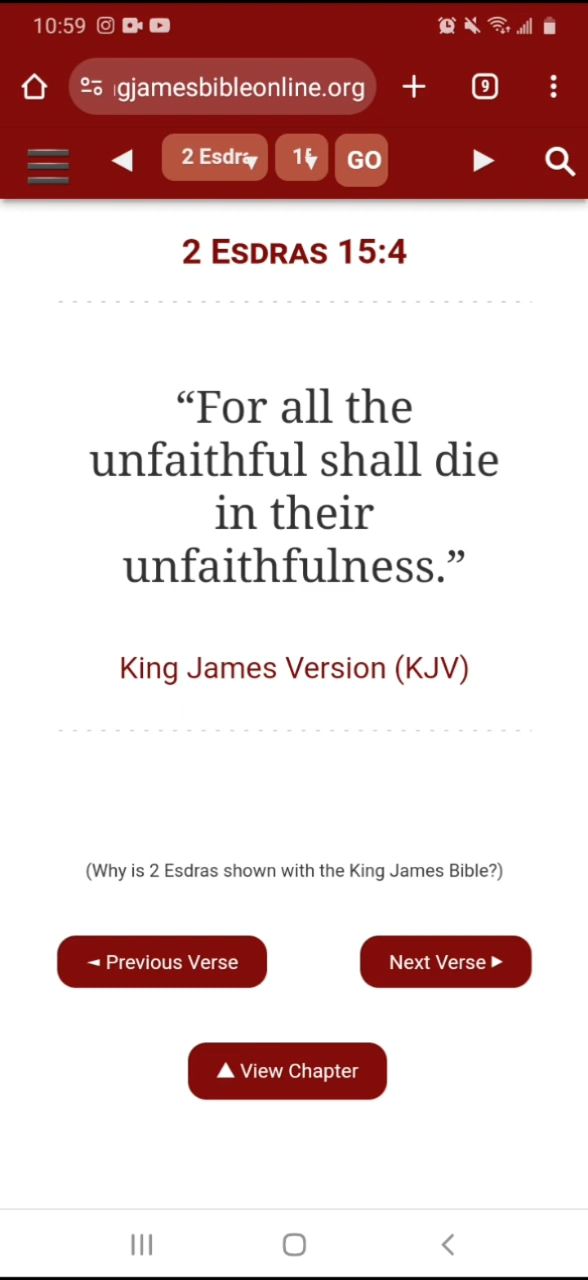 10:59
gjamesbibleonline.org
9
2 Esdra
GO
2 ESDRAS 15:4
“For all the
unfaithful shall die
in their
unfaithfulness.”
King James Version (KJV)
(Why is 2 Esdras shown with the King James Bible?)
◄ Previous Verse
Next Verse ►
▲ View Chapter